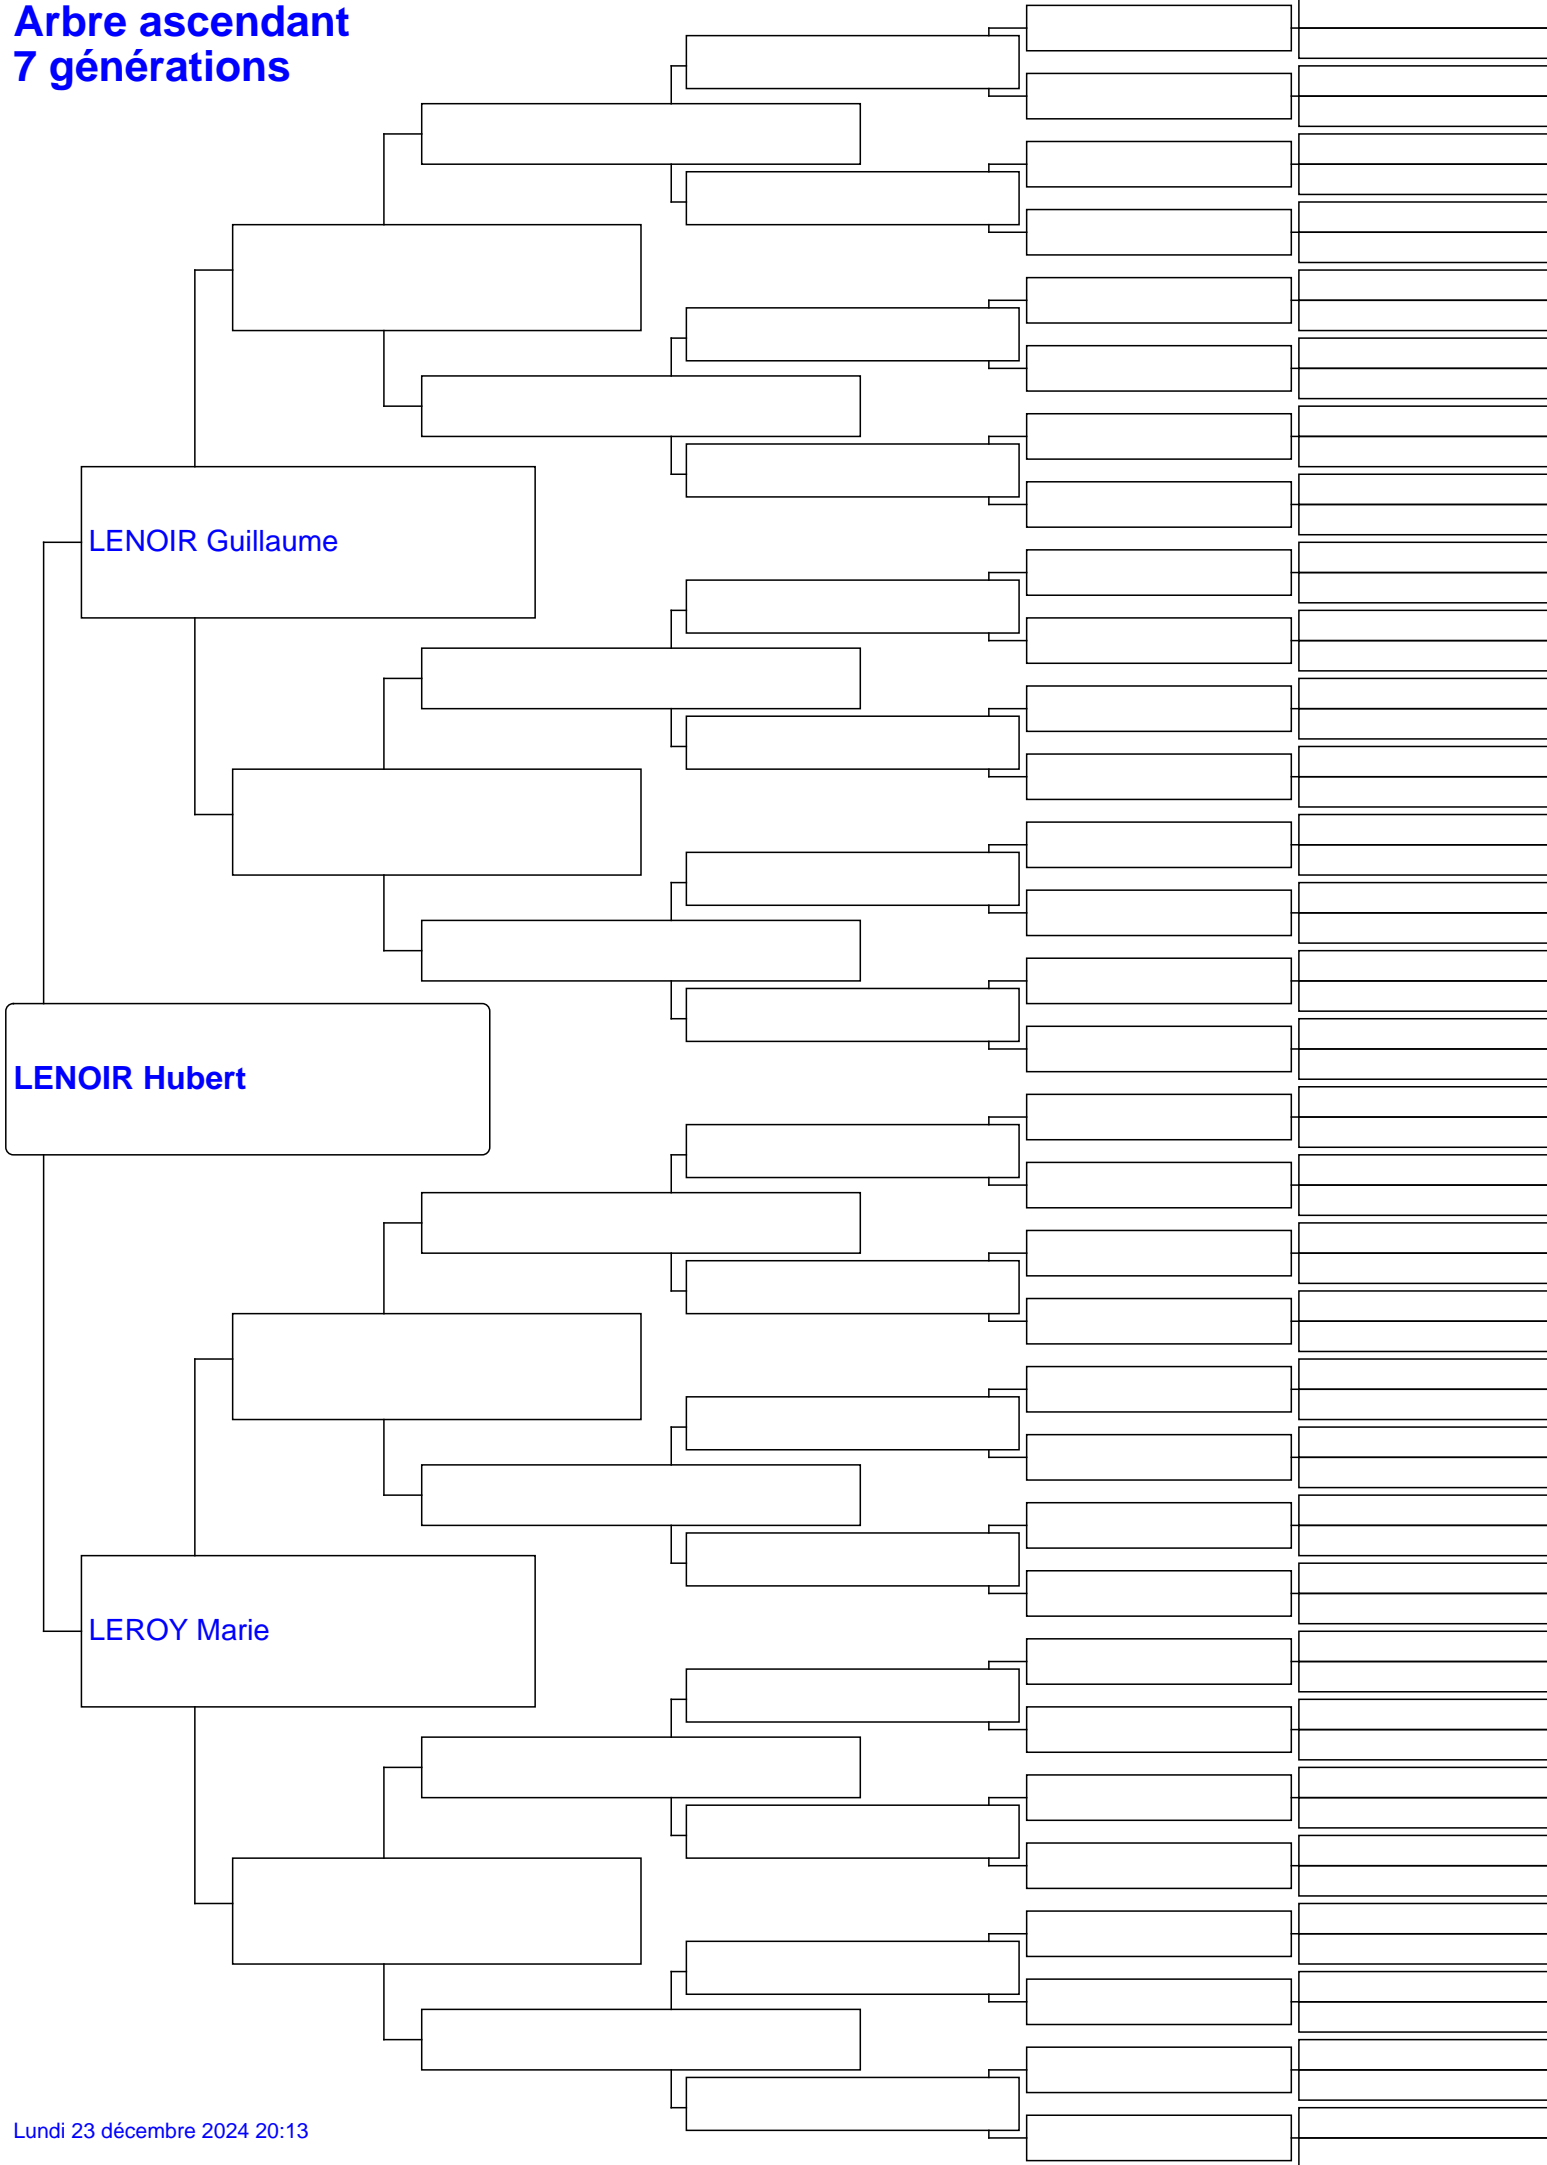 Arbre ascendant
7 générations
LENOIR Guillaume
LENOIR Hubert
LEROY Marie
Lundi 23 décembre 2024 20:13